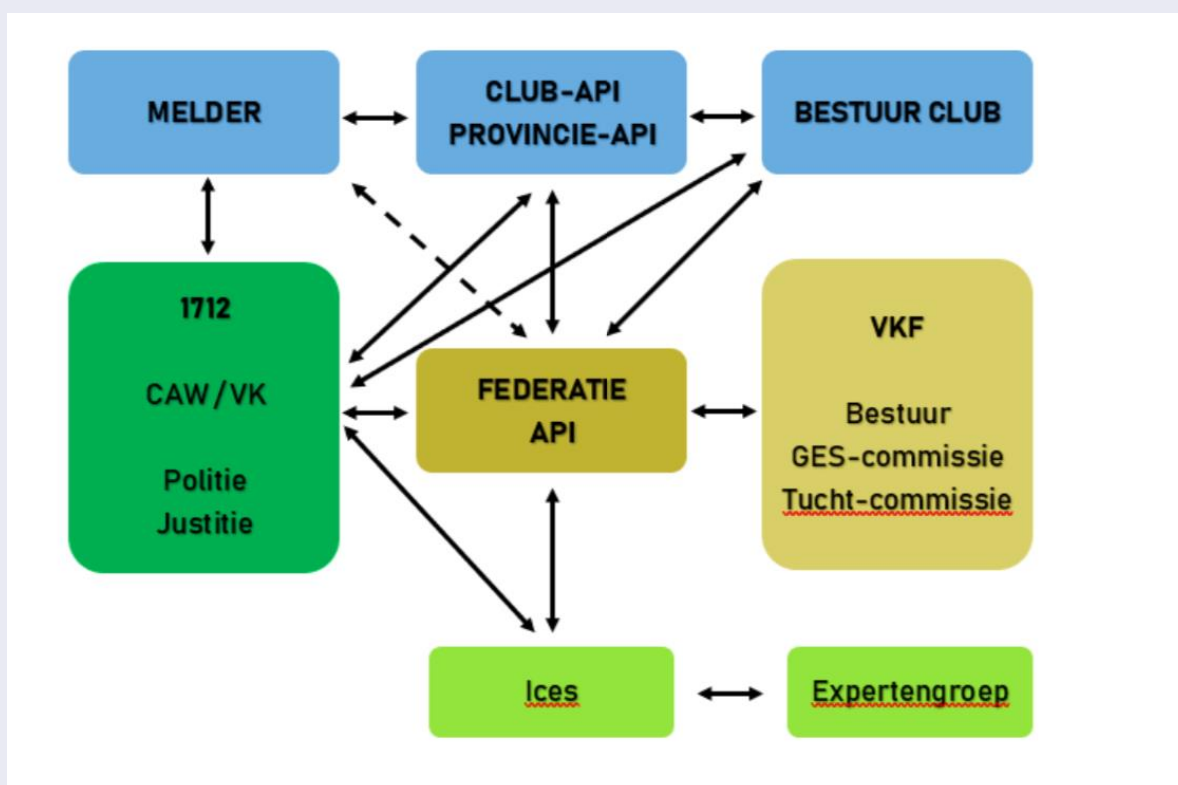 MELDER
CLUB-API
PROVINCIE-API
BESTUUR CLUB
1712
CAW/VK
Politie
Justitie
FEDERATIE
API
VKF
Bestuur
GES-commissie
Tucht-commissie
Ices
Expertengroep